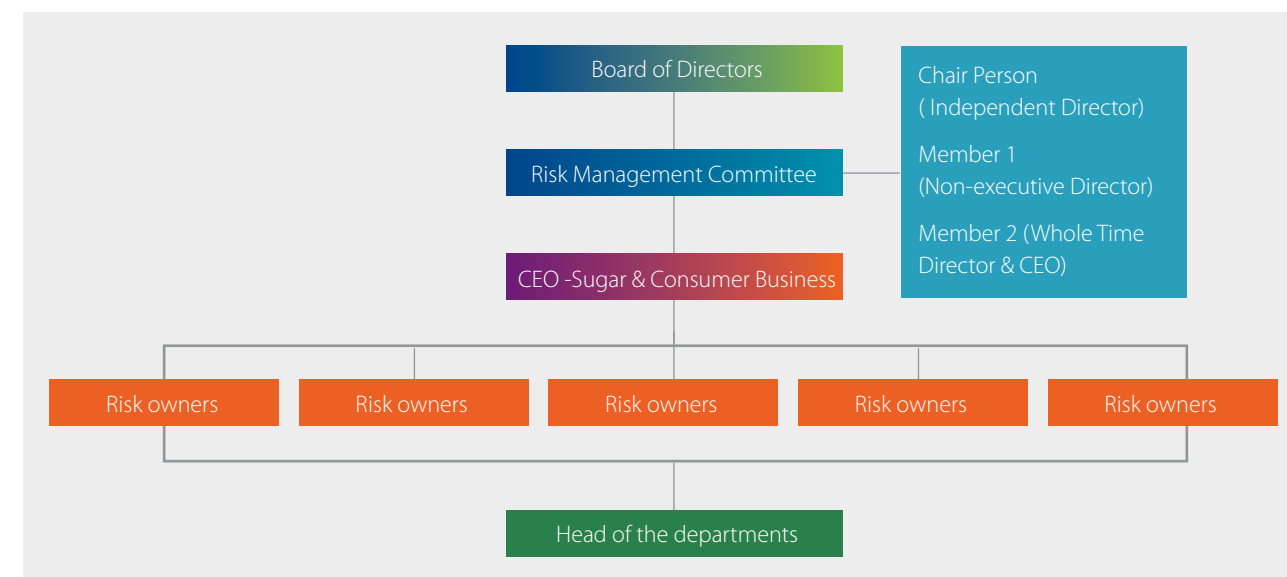 Board of Directors
Chair Person
( Independent Director)
Member 1
(Non-executive Director)
Member 2 (Whole Time
Director & CEO)
Risk Management Committee
CEO -Sugar & Consumer Business
Risk owners
Risk owners
Risk owners
Risk owners
Risk owners
Head of the departments